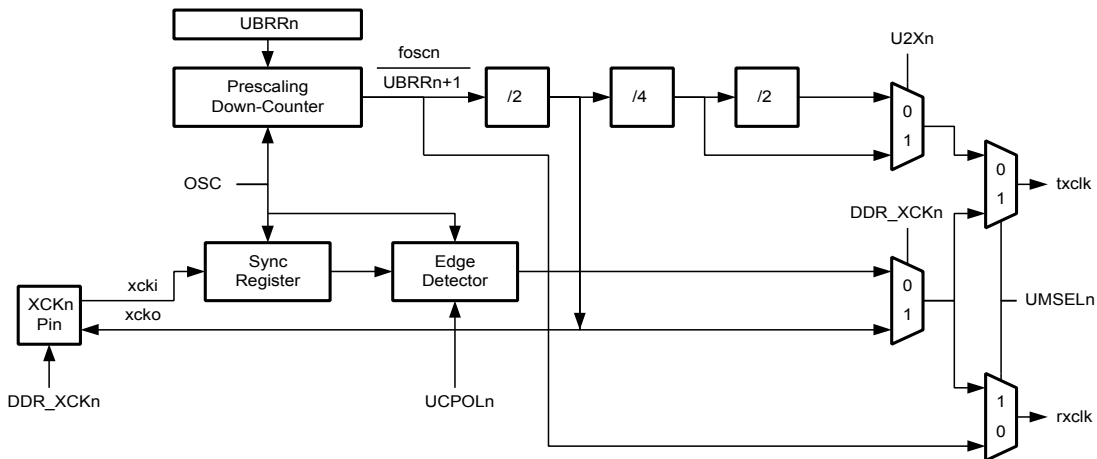 UBRRn
U2Xn
foscn
UBRRn+1
Prescaling
Down-Counter
/2
/4
/2
0
1
OSC
0
1
txclk
DDR_XCKn
Sync
Register
Edge
Detector
xcki
0
1
XCKn
Pin
xcko
UMSELn
DDR_XCKn
UCPOLn
1
0
rxclk